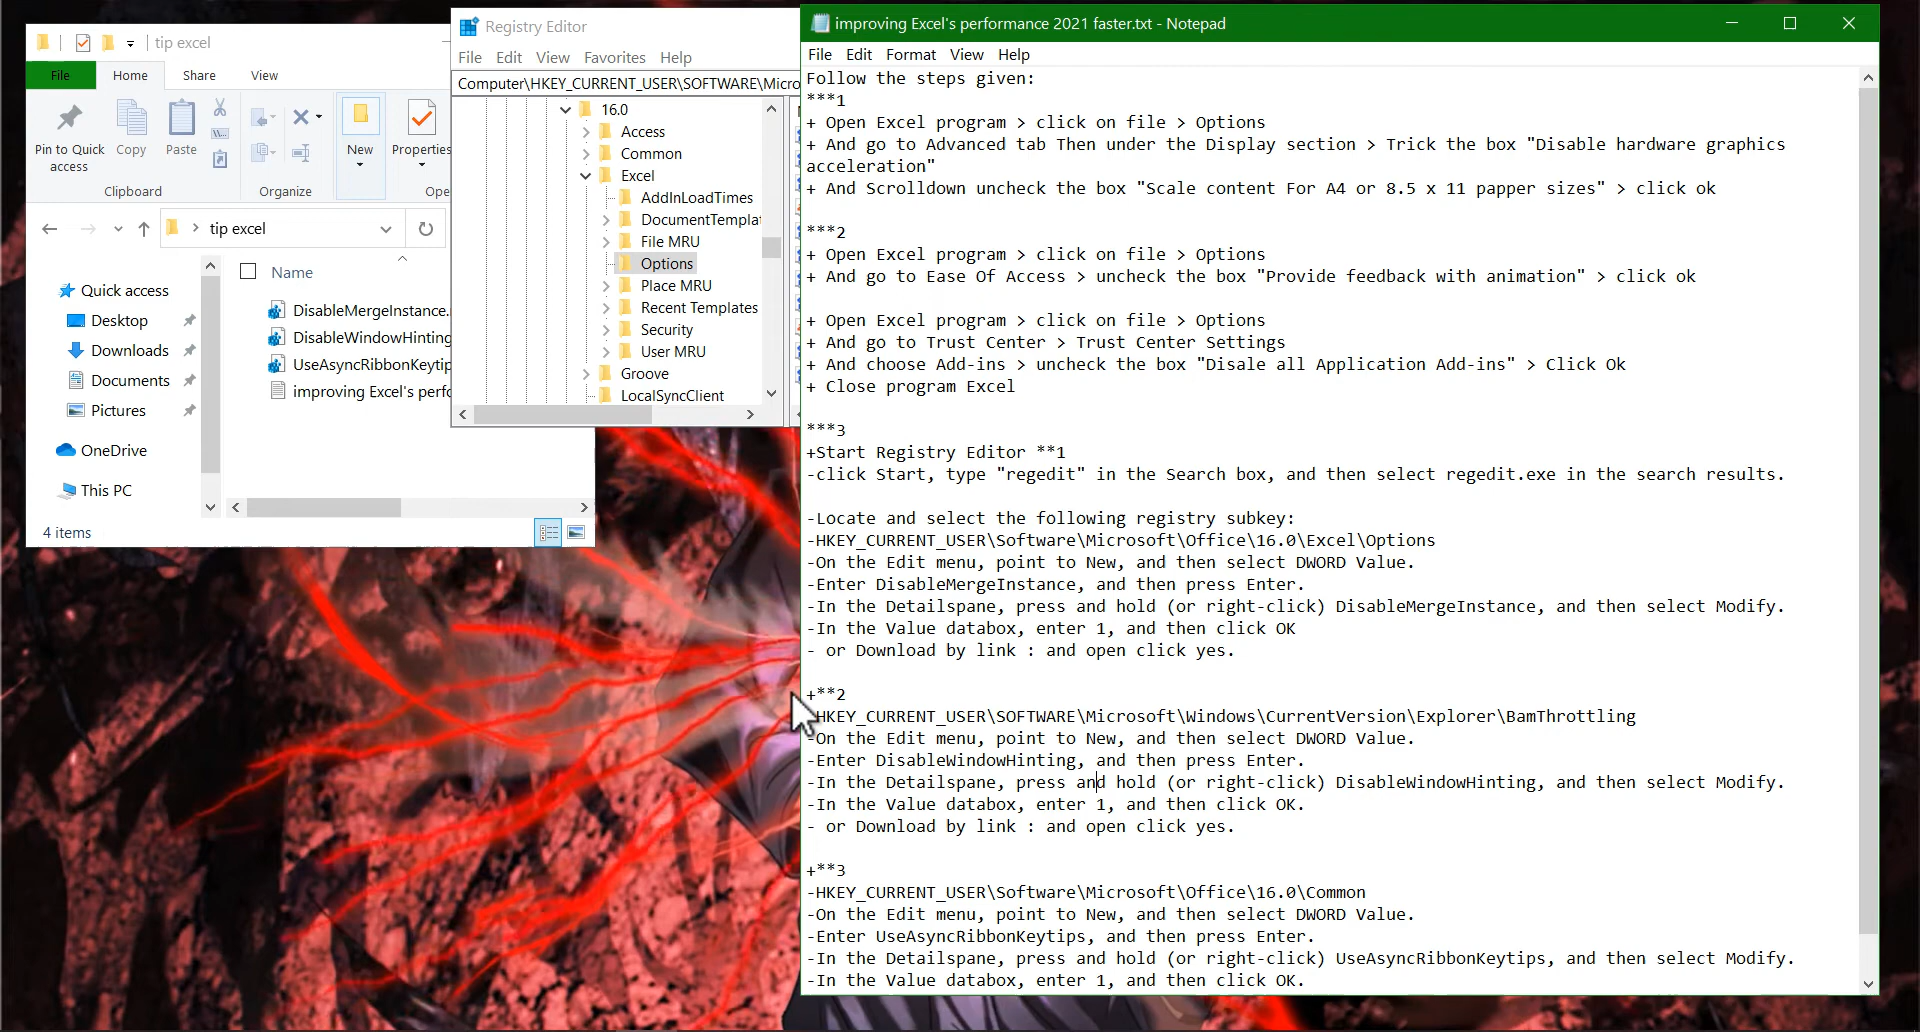 tip excel
File Home Share View
Pin to Quick access
Copy
Paste
New
Properties
Clipboard
Organize
tip excel
Name
Quick access
Desktop
Downloads
Documents
Pictures
OneDrive
This PC
DisableMergeInstance.
DisableWindowHinting
UseAsyncRibbonKeytip
improving Excel's perfo
4 items
Registry Editor
File Edit View Favorites Help
Computer\HKEY_CURRENT_USER\SOFTWARE\Micro
16.0
Access
Common
Excel
AddInLoadTimes
DocumentTemplat
File MRU
Options
Place MRU
Recent Templates
Security
User MRU
Groove
LocalSyncClient
improving Excel's performance 2021 faster.txt - Notepad
File Edit Format View Help
Follow the steps given:
***1
+ Open Excel program > click on file > Options
+ And go to Advanced tab Then under the Display section > Trick the box "Disable hardware graphics
acceleration"
+ And Scrolldown uncheck the box "Scale content For A4 or 8.5 x 11 papper sizes" > click ok
***2
+ Open Excel program > click on file > Options
+ And go to Ease Of Access > uncheck the box "Provide feedback with animation" > click ok
+ Open Excel program > click on file > Options
+ And go to Trust Center > Trust Center Settings
+ And choose Add-ins > uncheck the box "Disale all Application Add-ins" > Click Ok
+ Close program Excel
***3
+Start Registry Editor **1
-click Start, type "regedit" in the Search box, and then select regedit.exe in the search results.
-Locate and select the following registry subkey:
-HKEY_CURRENT_USER\Software\Microsoft\Office\16.0\Excel\Options
-On the Edit menu, point to New, and then select DWORD Value.
-Enter DisableMergeInstance, and then press Enter.
-In the Detailspane, press and hold (or right-click) DisableMergeInstance, and then select Modify.
-In the Value databox, enter 1, and then click OK
- or Download by link : and open click yes.
+**2
HKEY_CURRENT_USER\SOFTWARE\Microsoft\Windows\CurrentVersion\Explorer\BamThrottling
-On the Edit menu, point to New, and then select DWORD Value.
-Enter DisableWindowHinting, and then press Enter.
-In the Detailspane, press and hold (or right-click) DisableWindowHinting, and then select Modify.
-In the Value databox, enter 1, and then click OK.
- or Download by link : and open click yes.
+**3
-HKEY_CURRENT_USER\Software\Microsoft\Office\16.0\Common
-On the Edit menu, point to New, and then select DWORD Value.
-Enter UseAsyncRibbonKeytips, and then press Enter.
-In the Detailspane, press and hold (or right-click) UseAsyncRibbonKeytips, and then select Modify.
-In the Value databox, enter 1, and then click OK.